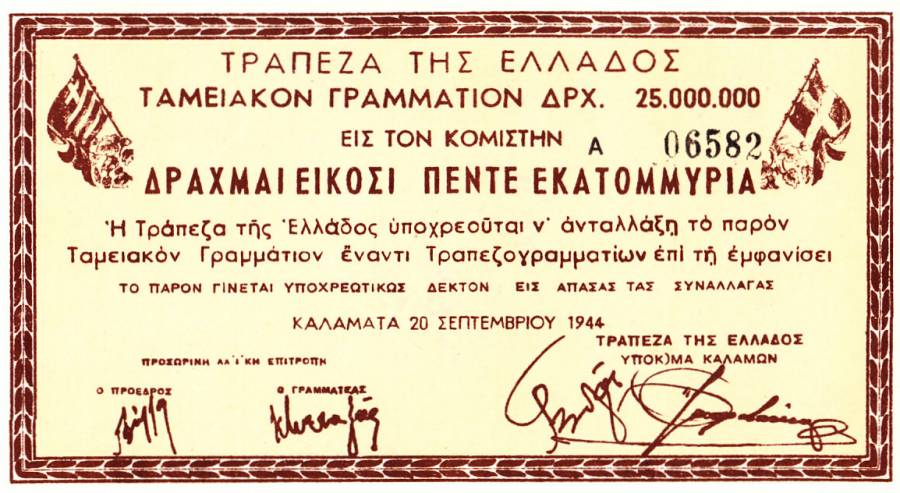 ΤΡΑΠΕΖΑ ΤΗΣ ΕΛΛΑΔΟΣ
ΤΑΜΕΙΑΚΟΝ ΓΡΑΜΜΑΤΙΟΝ ΔΡΧ. 25.000.000
ΕΙΣ ΤΟΝ ΚΟΜΙΣΤΗΝ Α 06582
ΔΡΑΧΜΑΙ ΕΙΚΟΣΙ ΠΕΝΤΕ ΕΚΑΤΟΜΜΥΡΙΑ
Ἡ Τράπεζα τῆς Ἑλλάδος ὑποχρεοῦται ν' ἀνταλλάξῃ τὸ παρὸν
Ταμειακὸν Γραμμάτιον ἔναντι Τραπεζογραμματίων ἐπὶ τῇ ἐμφανίσει
ΤΟ ΠΑΡΟΝ ΓΙΝΕΤΑΙ ΥΠΟΧΡΕΩΤΙΚΩΣ ΔΕΚΤΟΝ ΕΙΣ ΑΠΑΣΑΣ ΤΑΣ ΣΥΝΑΛΛΑΓΑΣ
ΚΑΛΑΜΑΤΑ 20 ΣΕΠΤΕΜΒΡΙΟΥ 1944
ΤΡΑΠΕΖΑ ΤΗΣ ΕΛΛΑΔΟΣ
ΥΠΟΚ)ΜΑ ΚΑΛΑΜΩΝ
ΠΡΟΣΩΡΙΝΗ ΛΑΪΚΗ ΕΠΙΤΡΟΠΗ
Ο ΠΡΟΕΔΡΟΣ Ο ΓΡΑΜΜΑΤΕΑΣ